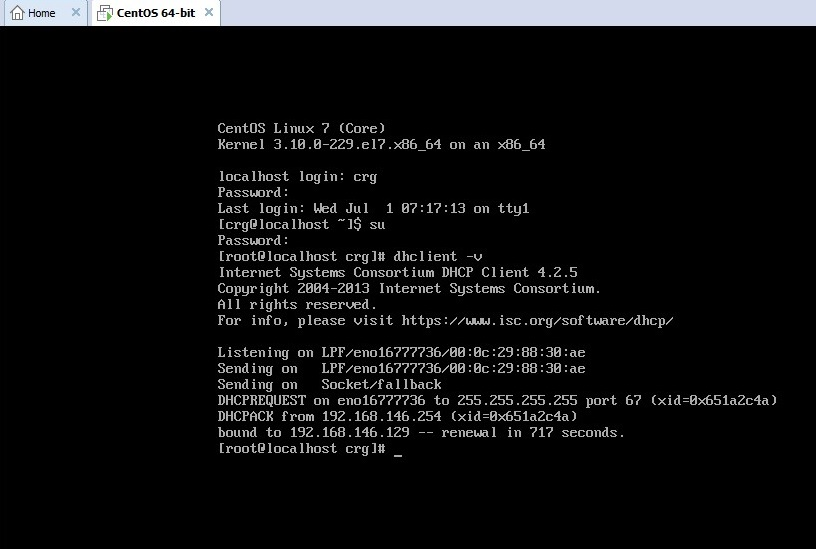 Home
CentOS 64-bit
CentOS Linux 7 (Core)
Kernel 3.10.0-229.el7.x86_64 on an x86_64
localhost login: crg
Password:
Last login: Wed Jul  1 07:17:13 on tty1
[crg@localhost ~]$ su
Password:
[root@localhost crg]# dhclient -v
Internet Systems Consortium DHCP Client 4.2.5
Copyright 2004-2013 Internet Systems Consortium.
All rights reserved.
For info, please visit https://www.isc.org/software/dhcp/
Listening on LPF/eno16777736/00:0c:29:88:30:ae
Sending on   LPF/eno16777736/00:0c:29:88:30:ae
Sending on   Socket/fallback
DHCPREQUEST on eno16777736 to 255.255.255.255 port 67 (xid=0x651a2c4a)
DHCPACK from 192.168.146.254 (xid=0x651a2c4a)
bound to 192.168.146.129 -- renewal in 717 seconds.
[root@localhost crg]# _